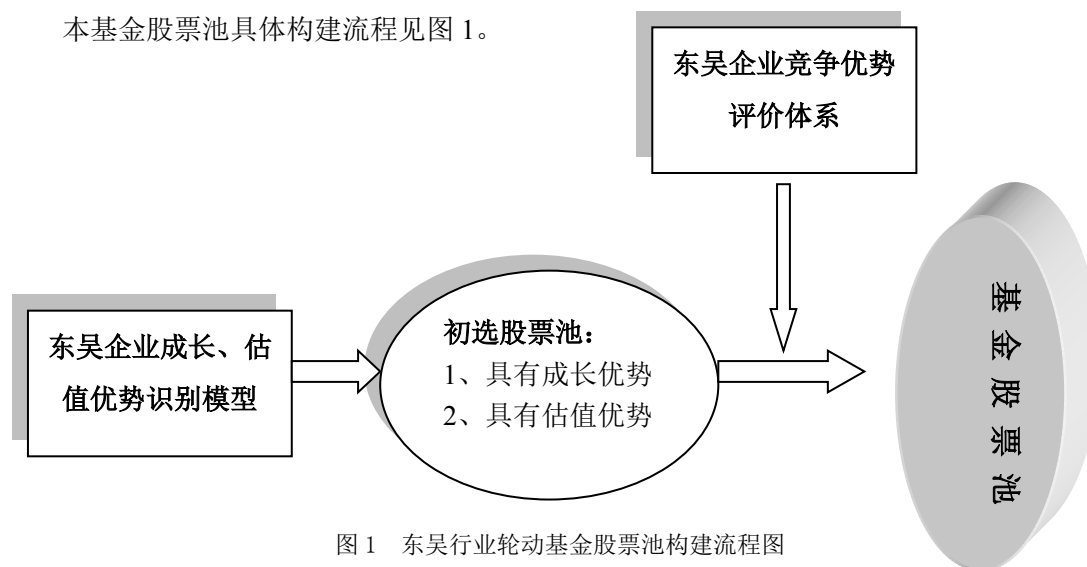 本基金股票池具体构建流程见图 1。
东吴企业竞争优势
评价体系
东吴企业成长、估
值优势识别模型
初选股票池：
1、具有成长优势
2、具有估值优势
基金股票池
图 1 东吴行业轮动基金股票池构建流程图